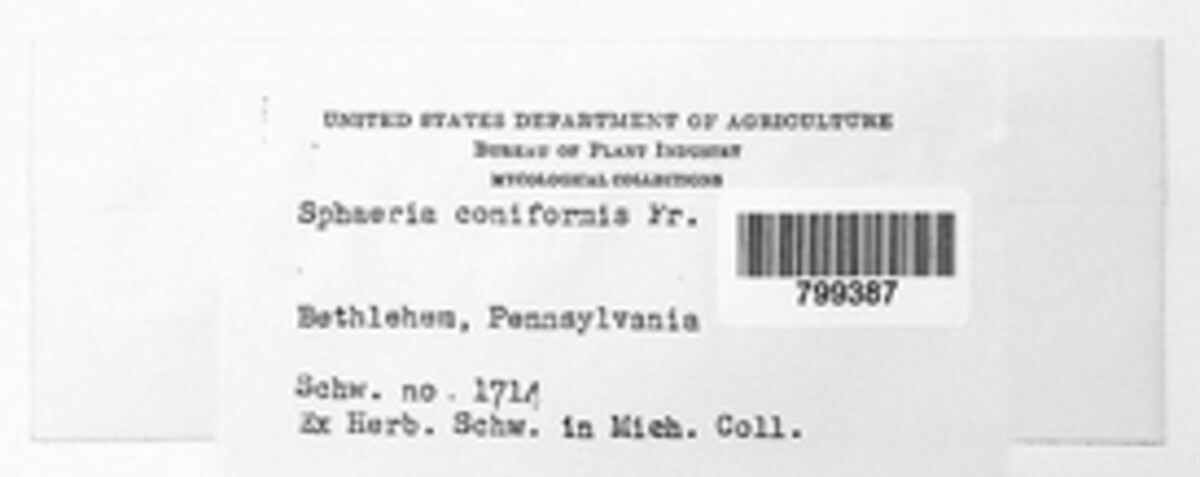 UNITED STATES DEPARTMENT OF AGRICULTURE
BUREAU OF PLANT INDUSTRY
MYCOLOGICAL COLLECTIONS
Sphaeria coniformis Fr.
799387
Bethlehem, Pennsylvania
Schw. no.
Ex Herb. Schw. in Mich. Coll.